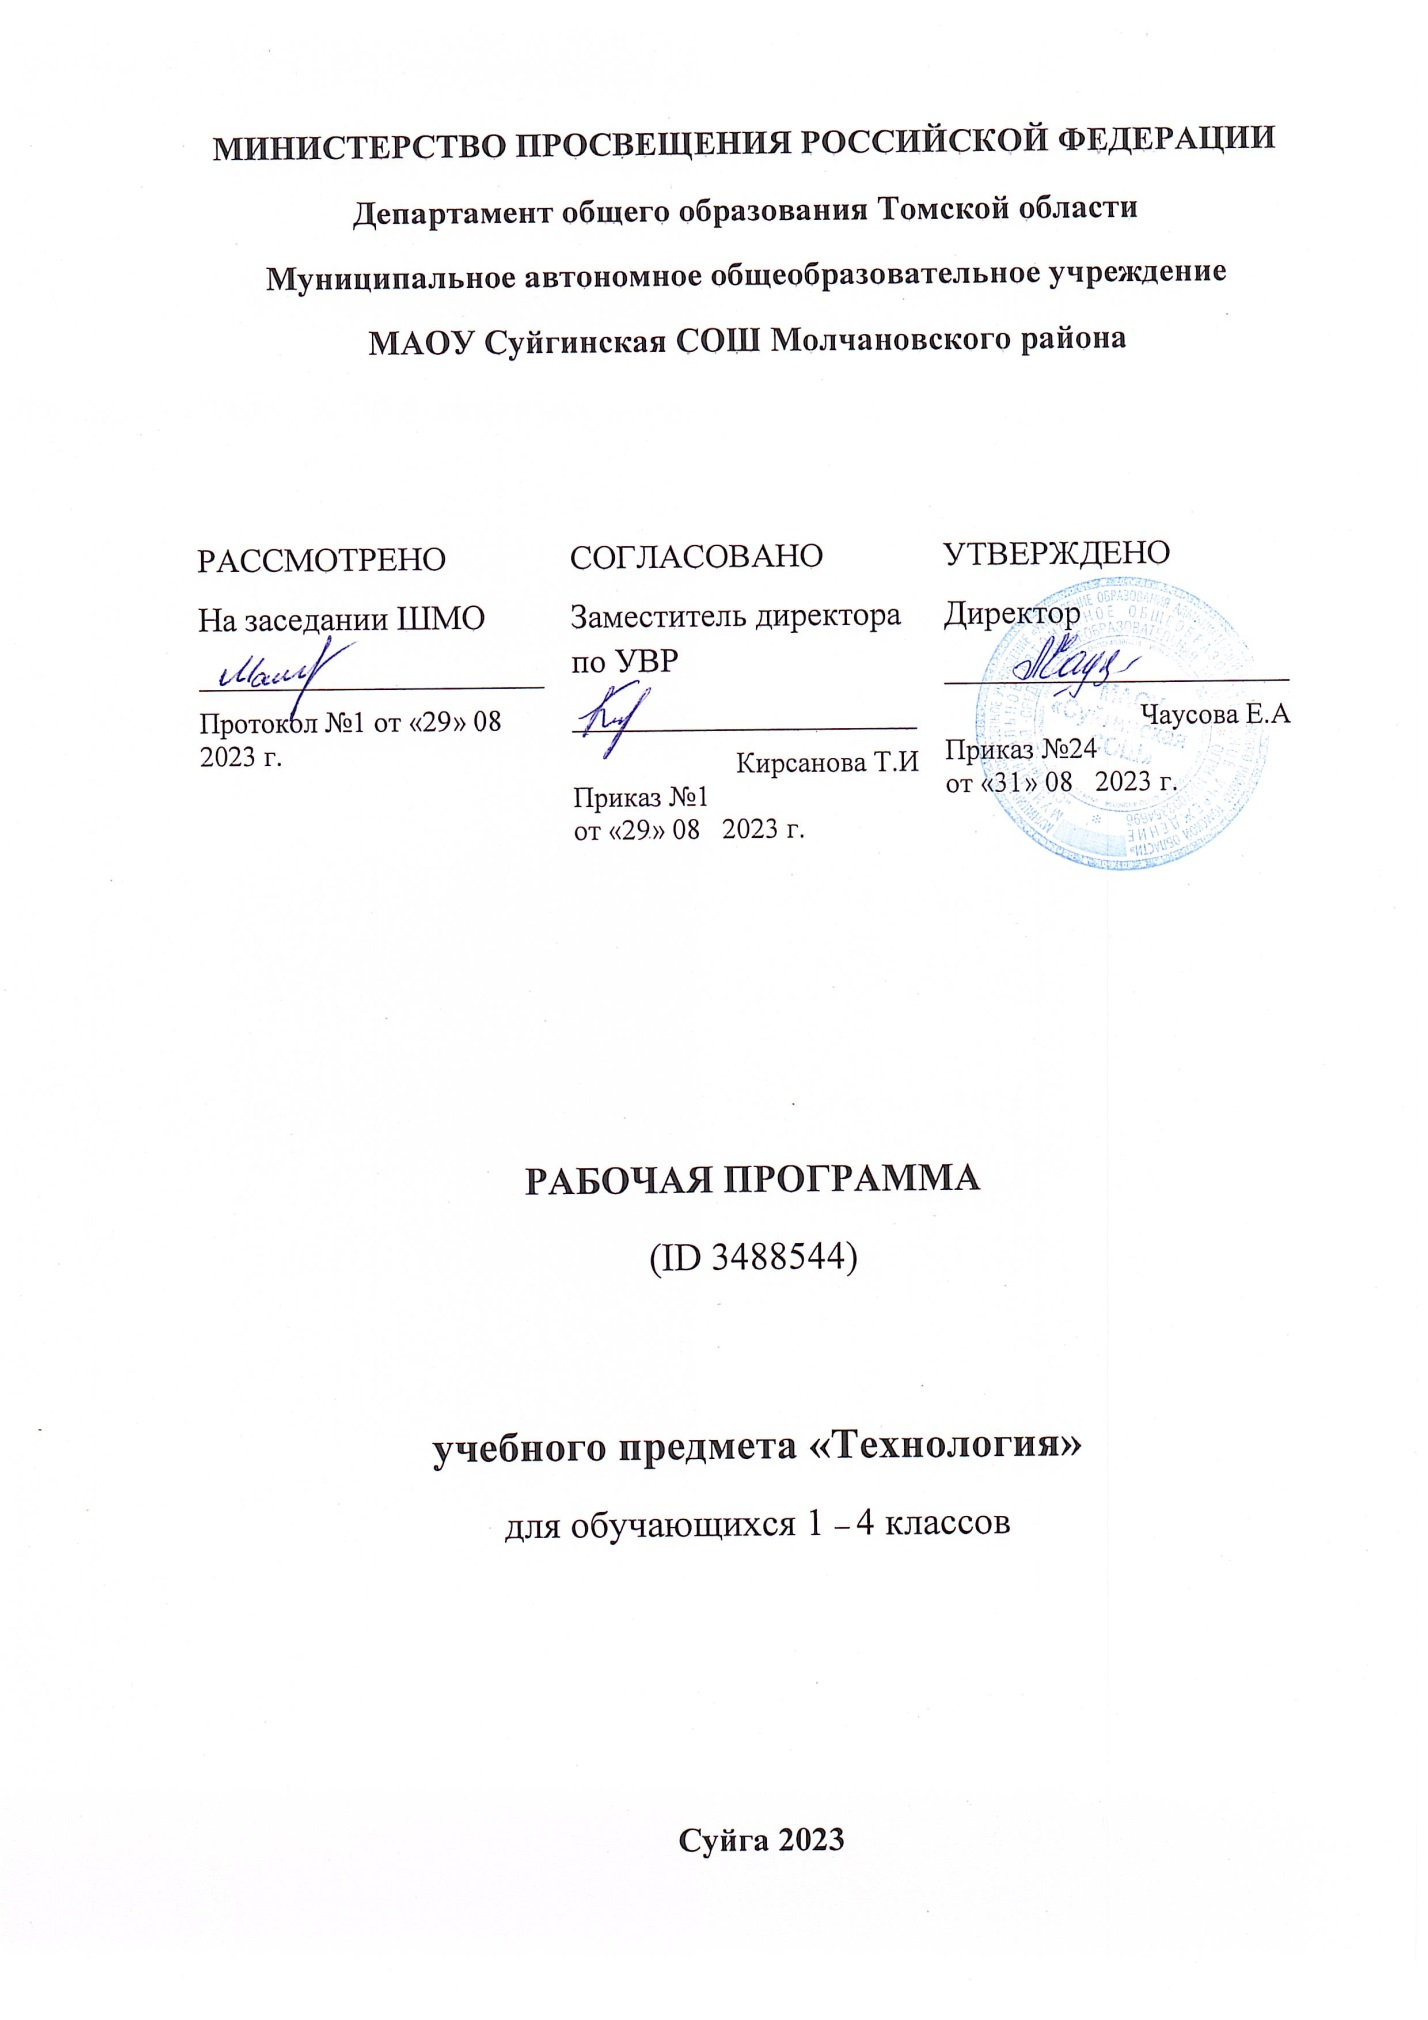 МИНИСТЕРСТВО ПРОСВЕЩЕНИЯ РОССИЙСКОЙ ФЕДЕРАЦИИ
Департамент общего образования Томской области
Муниципальное автономное общеобразовательное учреждение
МАОУ Суйгинская СОШ Молчановского района
РАССМОТРЕНО
На заседании ШМО
Протокол №1 от «29» 08
2023 г.
СОГЛАСОВАНО
Заместитель директора
по УВР
Кирсанова Т.И
Приказ №1
от «29» 08 2023 г.
УТВЕРЖДЕНО
Директор
Чаусова Е.А
Приказ №24
от «31» 08 2023 г.
РАБОЧАЯ ПРОГРАММА
(ID 3488544)
учебного предмета «Технология»
для обучающихся 1 – 4 классов
Суйга 2023